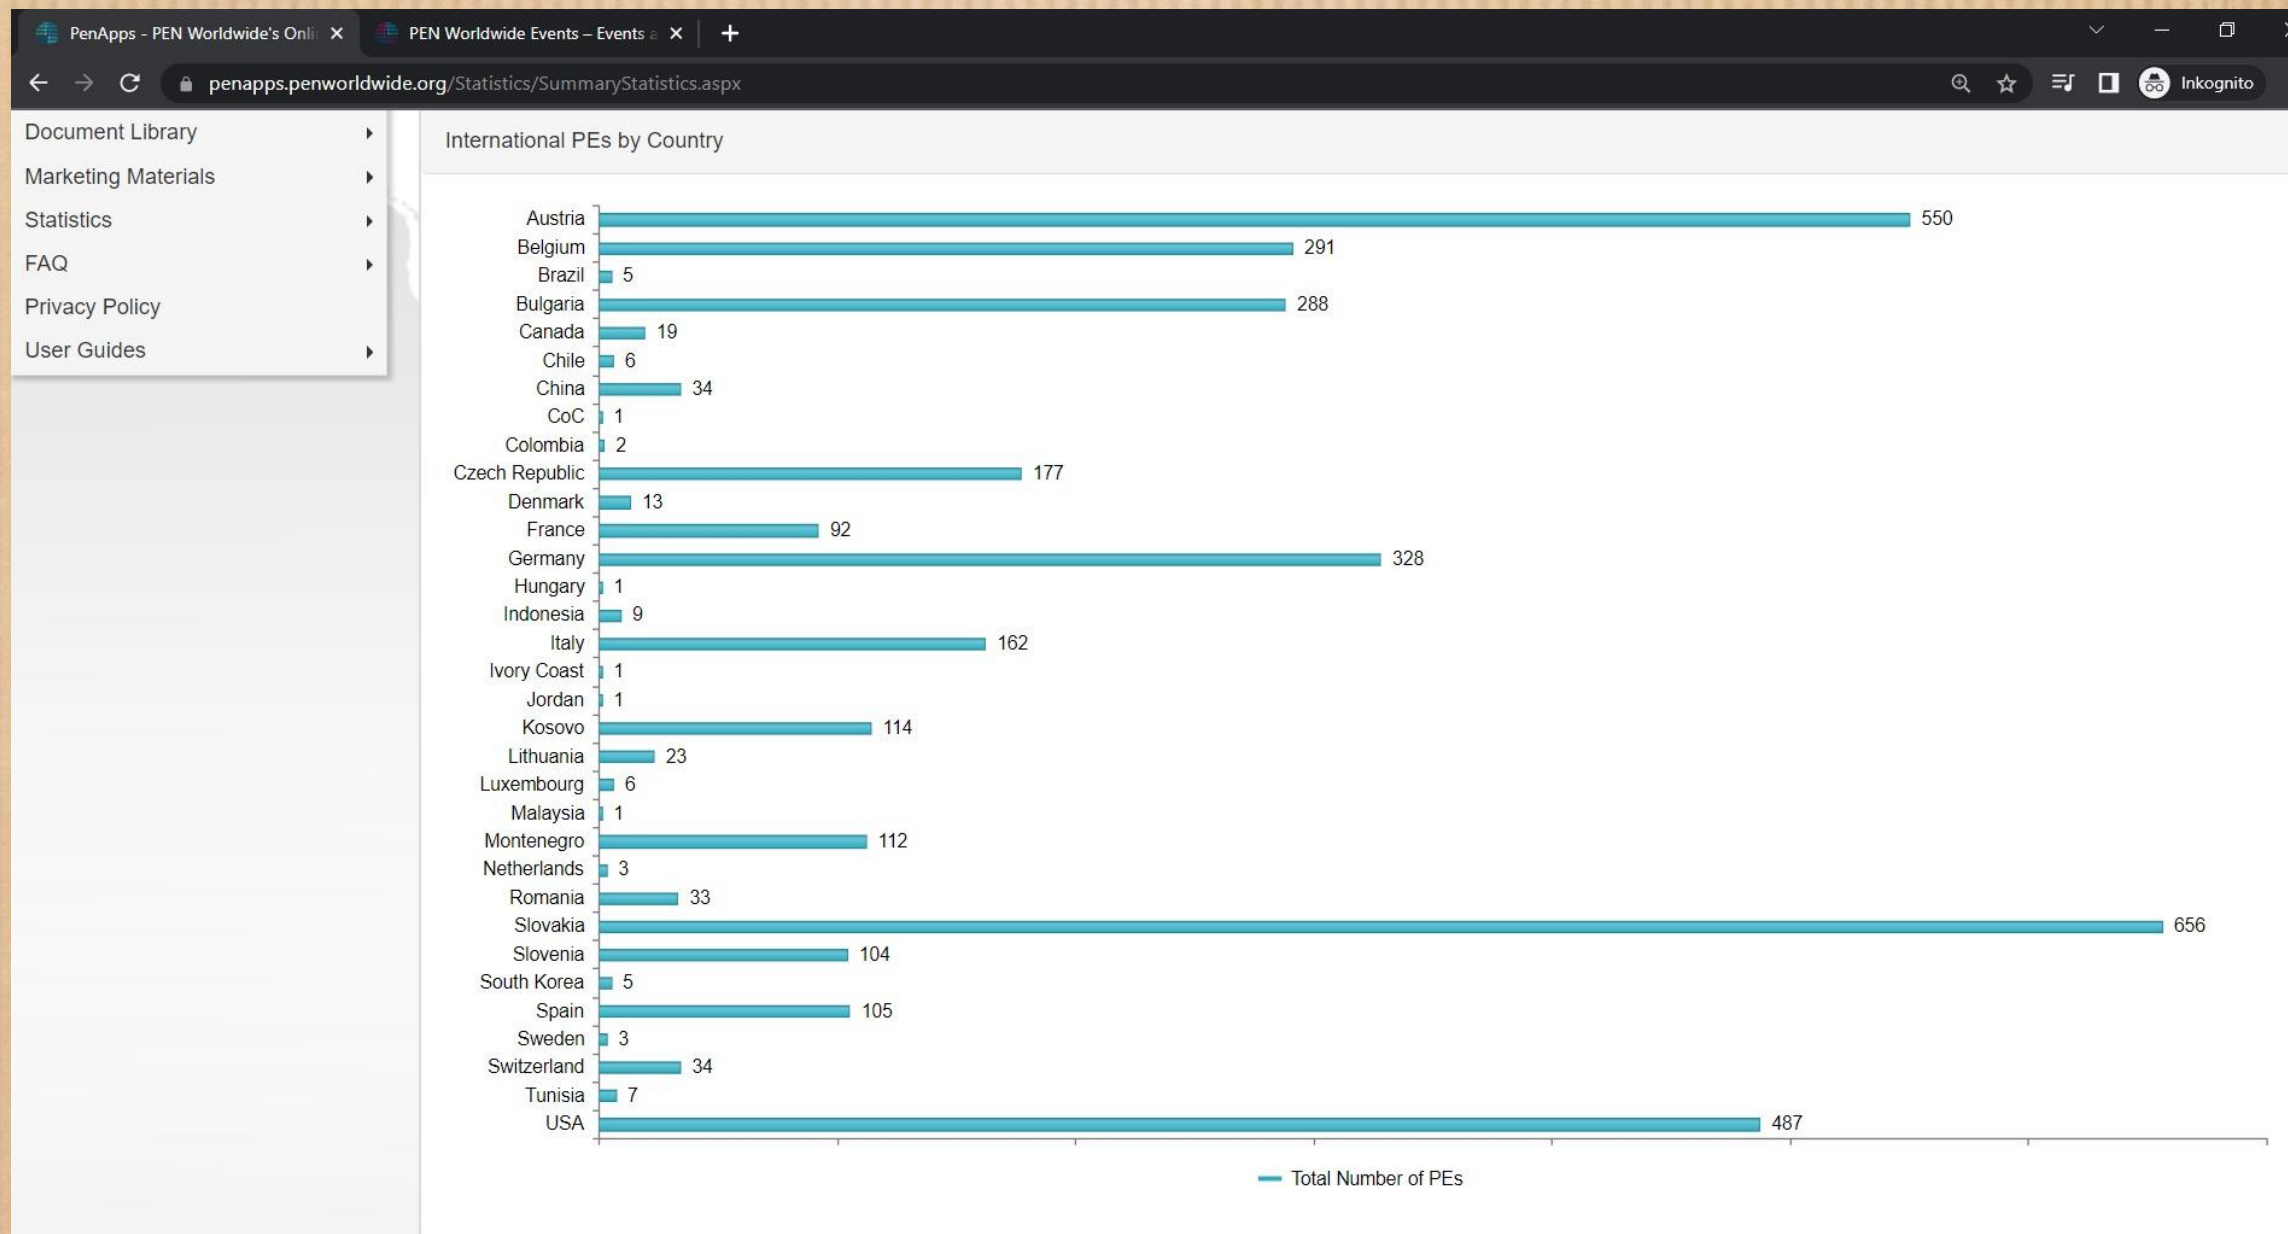 PenApps - PEN Worldwide's Onli
PEN Worldwide Events – Events a
penapps.penworldwide.org/Statistics/SummaryStatistics.aspx
Inkognito
Document Library
Marketing Materials
Statistics
FAQ
Privacy Policy
User Guides
International PEs by Country
Austria 550
Belgium 291
Brazil 5
Bulgaria 288
Canada 19
Chile 6
China 34
CoC 1
Colombia 2
Czech Republic 177
Denmark 13
France 92
Germany 328
Hungary 1
Indonesia 9
Italy 162
Ivory Coast 1
Jordan 1
Kosovo 114
Lithuania 23
Luxembourg 6
Malaysia 1
Montenegro 112
Netherlands 3
Romania 33
Slovakia 656
Slovenia 104
South Korea 5
Spain 105
Sweden 3
Switzerland 34
Tunisia 7
USA 487
Total Number of PEs